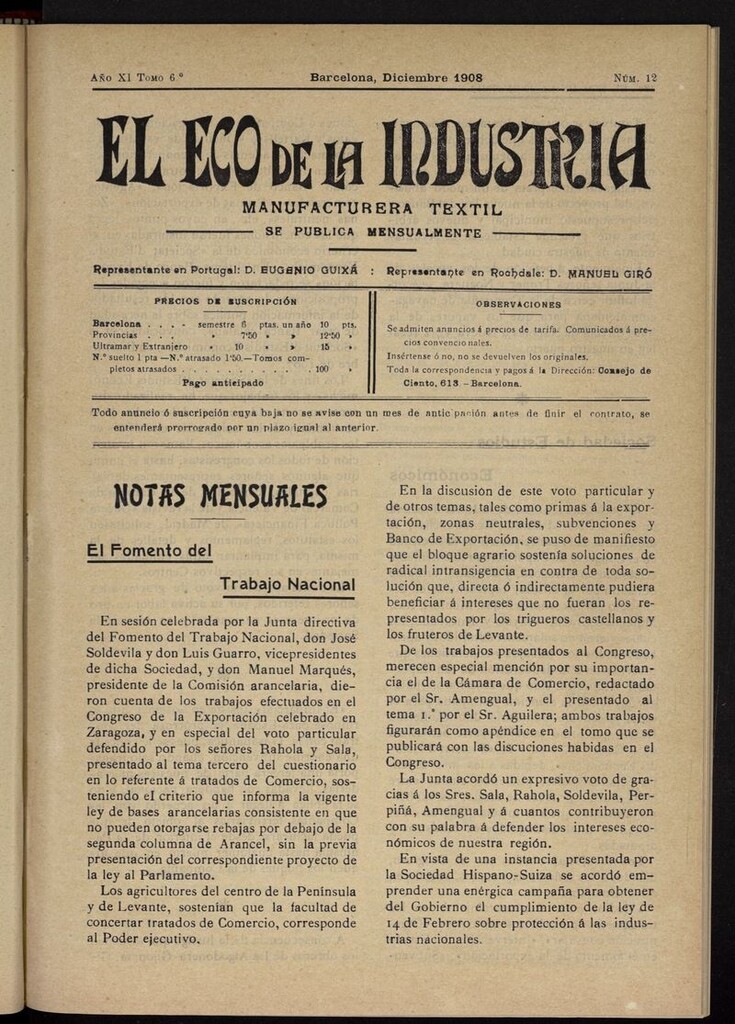 Año XI Tomo 6.º
Barcelona, Diciembre 1908
Núm. 12
EL ECO DE LA INDUSTRIA
MANUFACTURERA TEXTIL
SE PUBLICA MENSUALMENTE
Representante en Portugal: D. EUGENIO GUIXÁ : Representante en Rochdale: D. MANUEL GIRÓ
PRECIOS DE SUSCRIPCIÓN
Barcelona . . . - semestre 6 ptas. un año 10 pts.
Provincias . . . » 7'50 » » 12'50 »
Ultramar y Extranjero » 10 » » 15 »
N.º suelto 1 pta —N.º atrasado 1'50.—Tomos com-
pletos atrasados . . . . . . . . . . 100 »
Pago anticipado
OBSERVACIONES
Se admiten anuncios á precios de tarifa. Comunicados á pre-
cios convencionales.
Insértense ó no, no se devuelven los originales.
Toda la correspondencia y pagos á la Dirección: Consejo de
Ciento, 613 - Barcelona.
Todo anuncio ó suscripción cuya baja no se avise con un mes de anticipación antes de finir el contrato, se
entenderá prorrogado por un plazo igual al anterior.
NOTAS MENSUALES
El Fomento del
Trabajo Nacional
En sesión celebrada por la Junta directiva
del Fomento del Trabajo Nacional, don José
Soldevila y don Luis Guarro, vicepresidentes
de dicha Sociedad, y don Manuel Marqués,
presidente de la Comisión arancelaria, die-
ron cuenta de los trabajos efectuados en el
Congreso de la Exportación celebrado en
Zaragoza, y en especial del voto particular
defendido por los señores Rahola y Sala,
presentado al tema tercero del cuestionario
en lo referente á tratados de Comercio, sos-
teniendo el criterio que informa la vigente
ley de bases arancelarias consistente en que
no pueden otorgarse rebajas por debajo de la
segunda columna de Arancel, sin la previa
presentación del correspondiente proyecto de
la ley al Parlamento.
Los agricultores del centro de la Península
y de Levante, sostenían que la facultad de
concertar tratados de Comercio, corresponde
al Poder ejecutivo.
En la discusion de este voto particular y
de otros temas, tales como primas á la expor-
tación, zonas neutrales, subvenciones y
Banco de Exportación, se puso de manifiesto
que el bloque agrario sostenía soluciones de
radical intransigencia en contra de toda so-
lución que, directa ó indirectamente pudiera
beneficiar á intereses que no fueran los re-
presentados por los trigueros castellanos y
los fruteros de Levante.
De los trabajos presentados al Congreso,
merecen especial mención por su importan-
cia el de la Cámara de Comercio, redactado
por el Sr. Amengual, y el presentado al
tema 1.º por el Sr. Aguilera; ambos trabajos
figurarán como apéndice en el tomo que se
publicará con las discuciones habidas en el
Congreso.
La Junta acordó un expresivo voto de gra-
cias á los Sres. Sala, Rahola, Soldevila, Per-
piñá, Amengual y á cuantos contribuyeron
con su palabra á defender los intereses eco-
nómicos de nuestra región.
En vista de una instancia presentada por
la Sociedad Hispano-Suiza se acordó em-
prender una enérgica campaña para obtener
del Gobierno el cumplimiento de la ley de
14 de Febrero sobre protección á las indus-
trias nacionales.